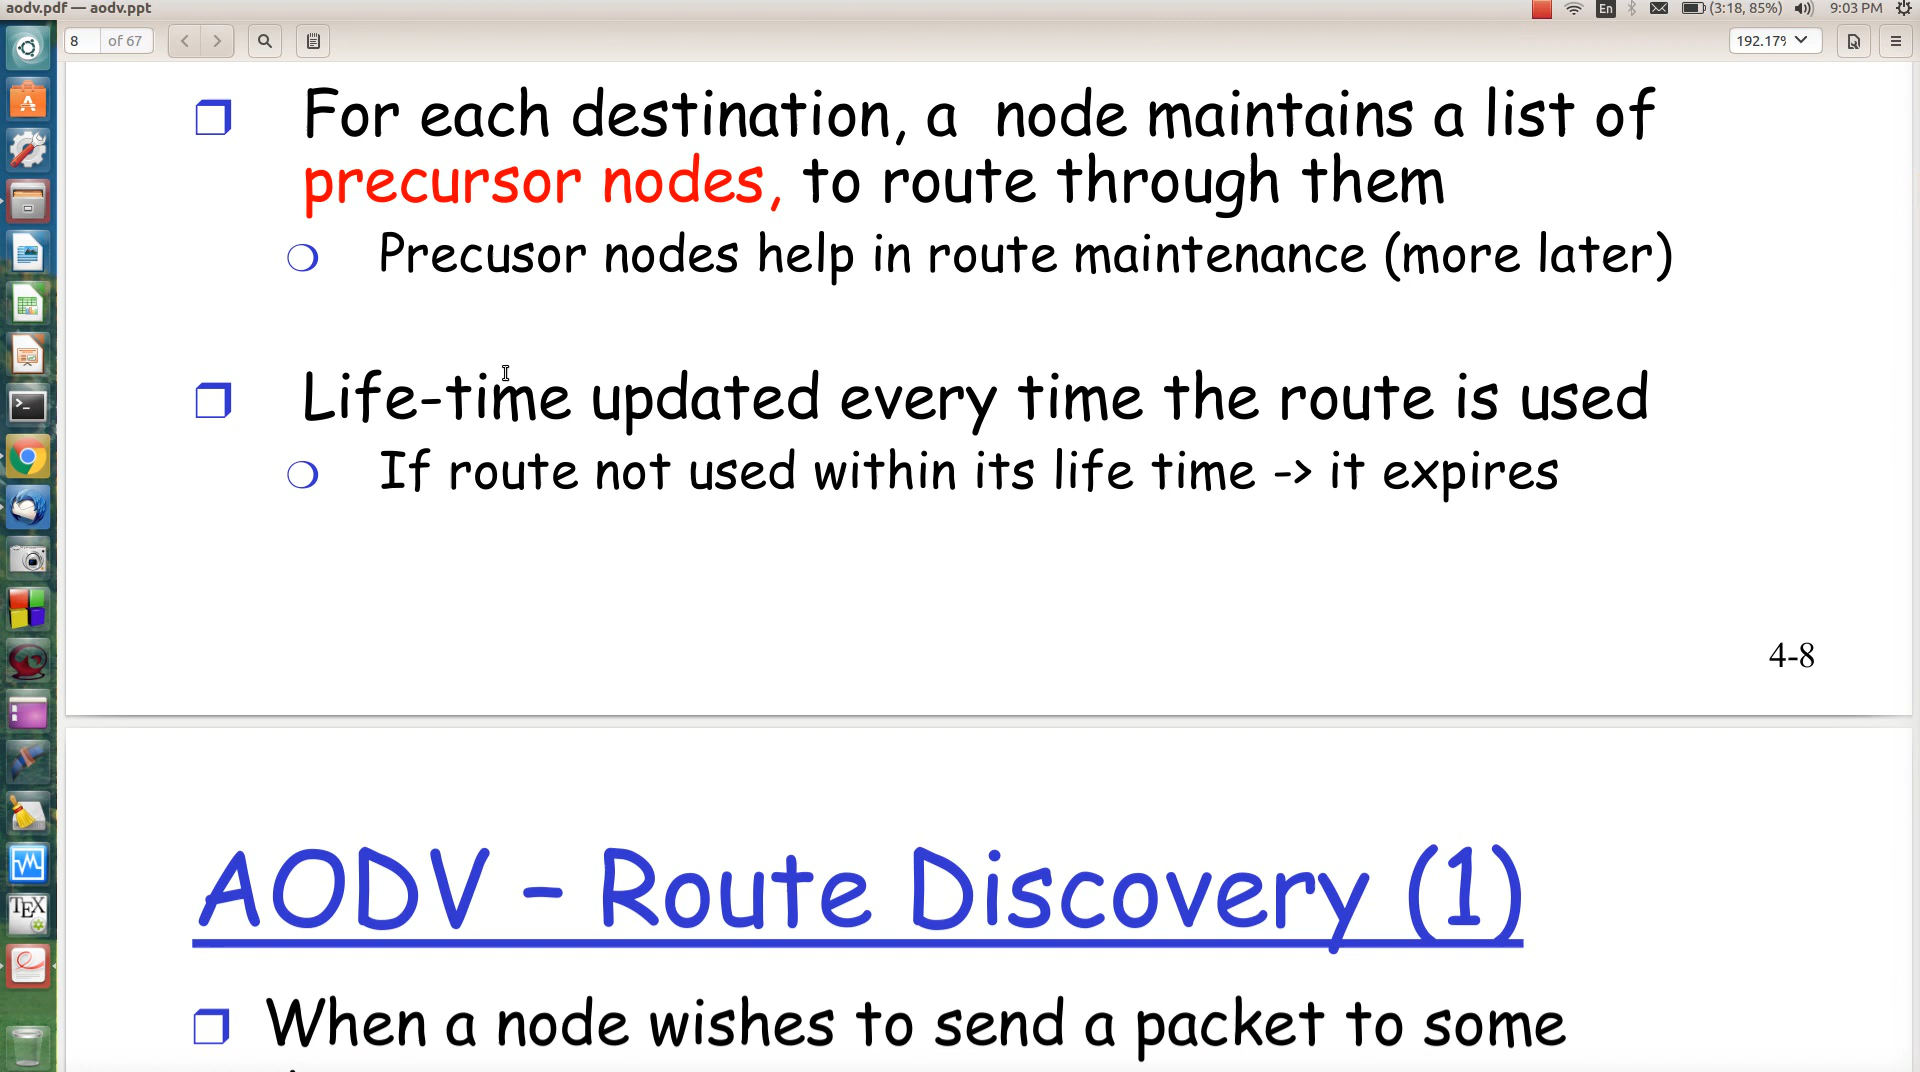 aodv.pdf — aodv.ppt
En
(3:18, 85%)
9:03 PM
8 of 67
192.17%
For each destination, a node maintains a list of
precursor nodes, to route through them
Precusor nodes help in route maintenance (more later)
Life-time updated every time the route is used
If route not used within its life time -> it expires
4-8
AODV – Route Discovery (1)
When a node wishes to send a packet to some
TEX